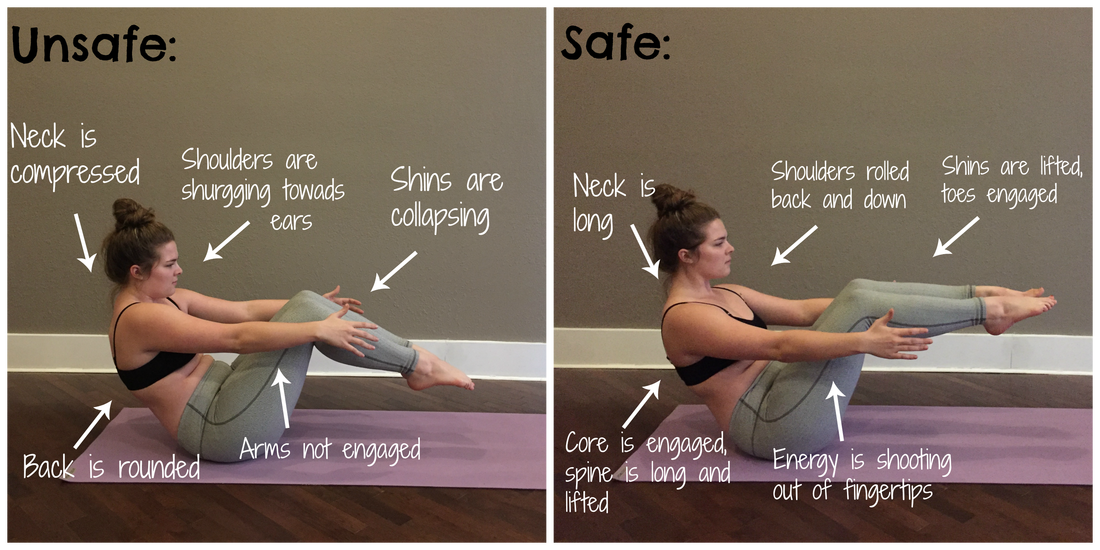 Unsafe:
Neck is
compressed
Shoulders are
shurgging towads
ears
Shins are
collapsing
Back is rounded
Arms not engaged
Safe:
Neck is
long
Shoulders rolled
back and down
Shins are lifted,
toes engaged
Core is engaged,
spine is long and
lifted
Energy is shooting
out of fingertips